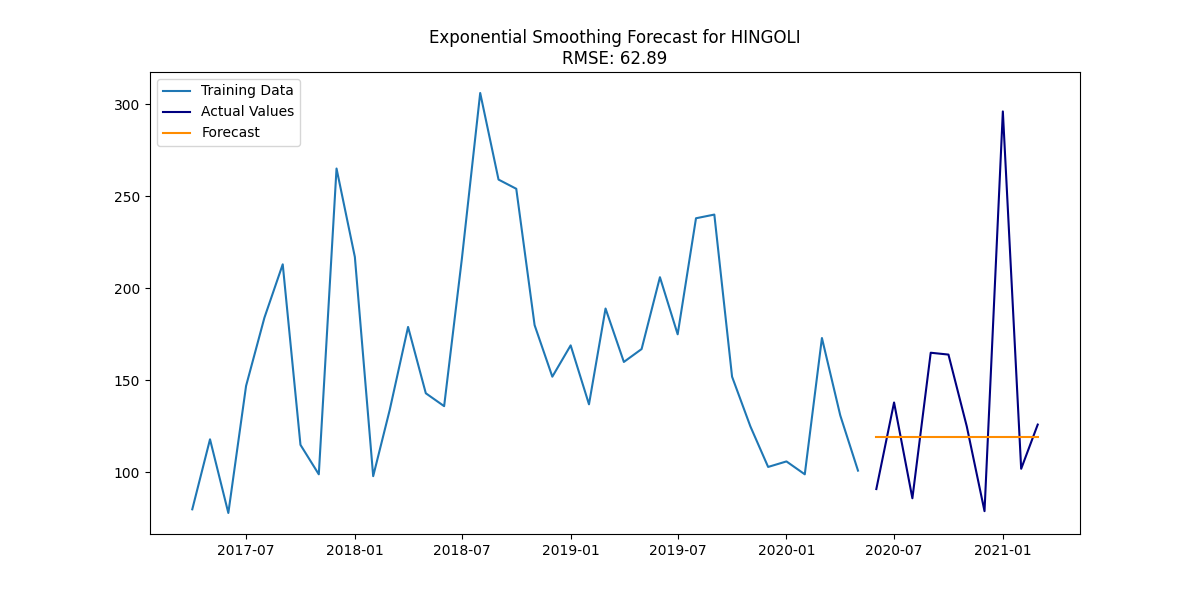 Exponential Smoothing Forecast for HINGOLI
RMSE: 62.89
Training Data
Actual Values
Forecast
300
250
200
150
100
2017-07 2018-01 2018-07 2019-01 2019-07 2020-01 2020-07 2021-01